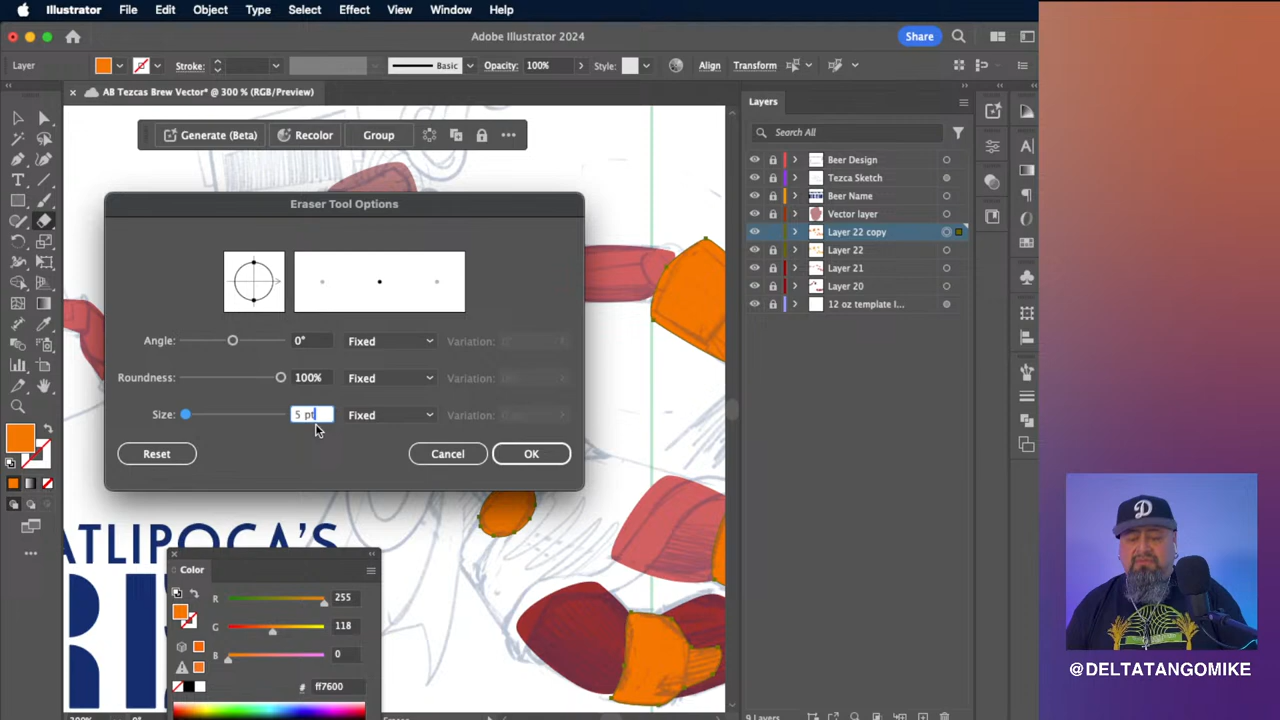 Illustrator File Edit Object Type Select Effect View Window Help
Adobe Illustrator 2024
Share
Layer Stroke: Basic Opacity: 100% Style: Align Transform
AB Tezcas Brew Vector* @ 300 % (RGB/Preview)
Layers
Generate (Beta) Recolor Group
Search All
Beer Design
Tezca Sketch
Beer Name
Vector layer
Layer 22 copy
Layer 22
Layer 21
Layer 20
12 oz template l...
Eraser Tool Options
Angle: 0° Fixed Variation:
Roundness: 100% Fixed Variation:
Size: 5 pt Fixed Variation:
Reset Cancel OK
ATLIPOCA'S
Color
R 255
G 118
B 0
# ff7600
@DELTATANGOMIKE